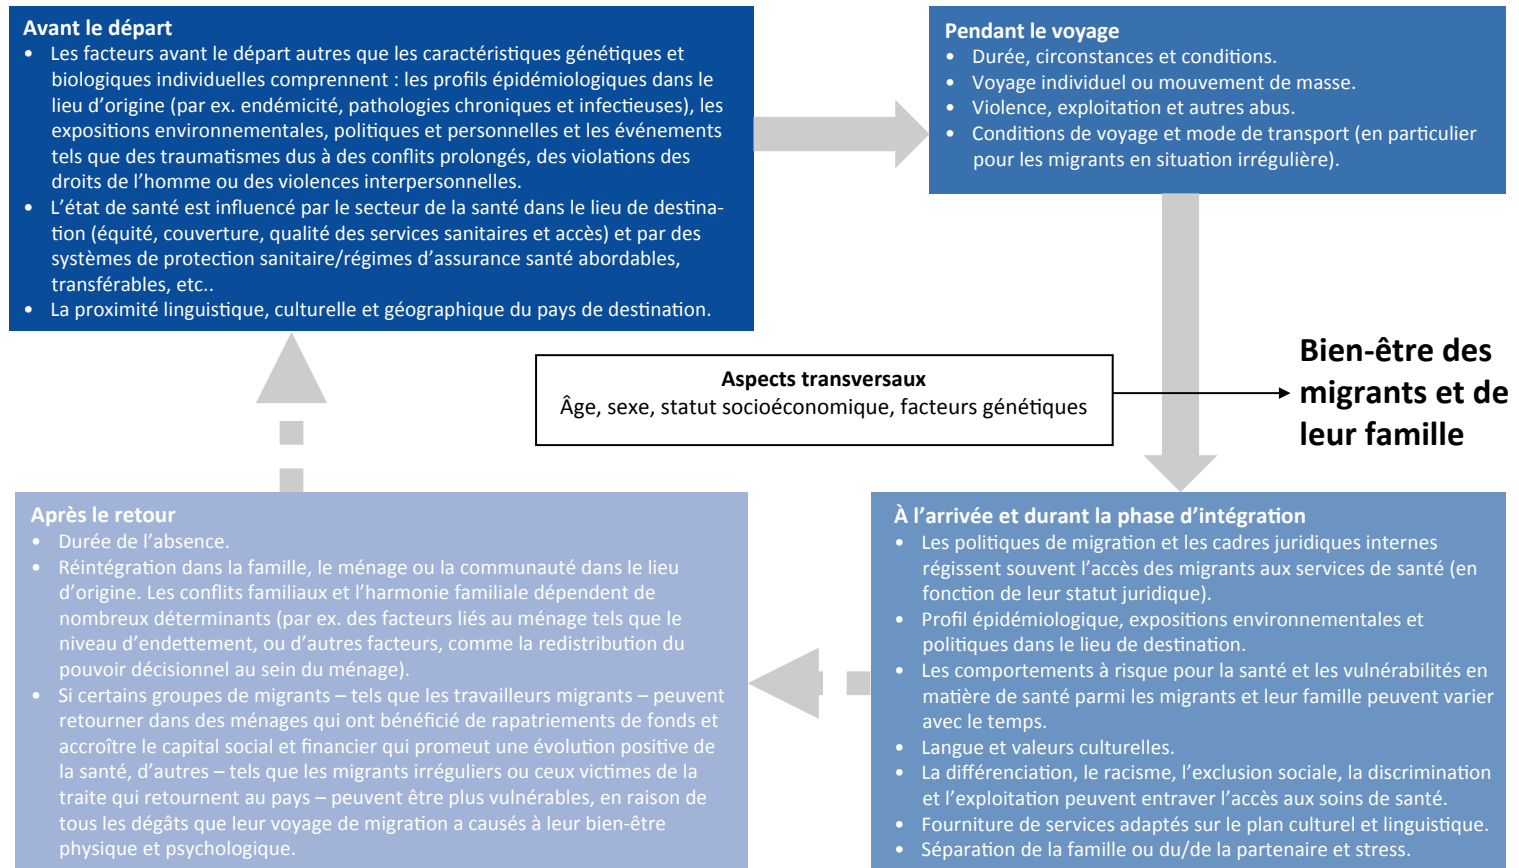 Avant le départ
• Les facteurs avant le départ autres que les caractéristiques génétiques et
biologiques individuelles comprennent : les profils épidémiologiques dans le
lieu d’origine (par ex. endémicité, pathologies chroniques et infectieuses), les
expositions environnementales, politiques et personnelles et les événements
tels que des traumatismes dus à des conflits prolongés, des violations des
droits de l’homme ou des violences interpersonnelles.
• L’état de santé est influencé par le secteur de la santé dans le lieu de destina-
tion (équité, couverture, qualité des services sanitaires et accès) et par des
systèmes de protection sanitaire/régimes d’assurance santé abordables,
transférables, etc..
• La proximité linguistique, culturelle et géographique du pays de destination.
Pendant le voyage
• Durée, circonstances et conditions.
• Voyage individuel ou mouvement de masse.
• Violence, exploitation et autres abus.
• Conditions de voyage et mode de transport (en particulier
pour les migrants en situation irrégulière).
Aspects transversaux
Âge, sexe, statut socioéconomique, facteurs génétiques
Bien-être des
migrants et de
leur famille
Après le retour
• Durée de l’absence.
• Réintégration dans la famille, le ménage ou la communauté dans le lieu
d’origine. Les conflits familiaux et l’harmonie familiale dépendent de
nombreux déterminants (par ex. des facteurs liés au ménage tels que le
niveau d’endettement, ou d’autres facteurs, comme la redistribution du
pouvoir décisionnel au sein du ménage).
• Si certains groupes de migrants – tels que les travailleurs migrants – peuvent
retourner dans des ménages qui ont bénéficié de rapatriements de fonds et
accroître le capital social et financier qui promeut une évolution positive de
la santé, d’autres – tels que les migrants irréguliers ou ceux victimes de la
traite qui retournent au pays – peuvent être plus vulnérables, en raison de
tous les dégâts que leur voyage de migration a causés à leur bien-être
physique et psychologique.
À l’arrivée et durant la phase d’intégration
• Les politiques de migration et les cadres juridiques internes
régissent souvent l’accès des migrants aux services de santé (en
fonction de leur statut juridique).
• Profil épidémiologique, expositions environnementales et
politiques dans le lieu de destination.
• Les comportements à risque pour la santé et les vulnérabilités en
matière de santé parmi les migrants et leur famille peuvent varier
avec le temps.
• Langue et valeurs culturelles.
• La différenciation, le racisme, l’exclusion sociale, la discrimination
et l’exploitation peuvent entraver l’accès aux soins de santé.
• Fourniture de services adaptés sur le plan culturel et linguistique.
• Séparation de la famille ou du/de la partenaire et stress.